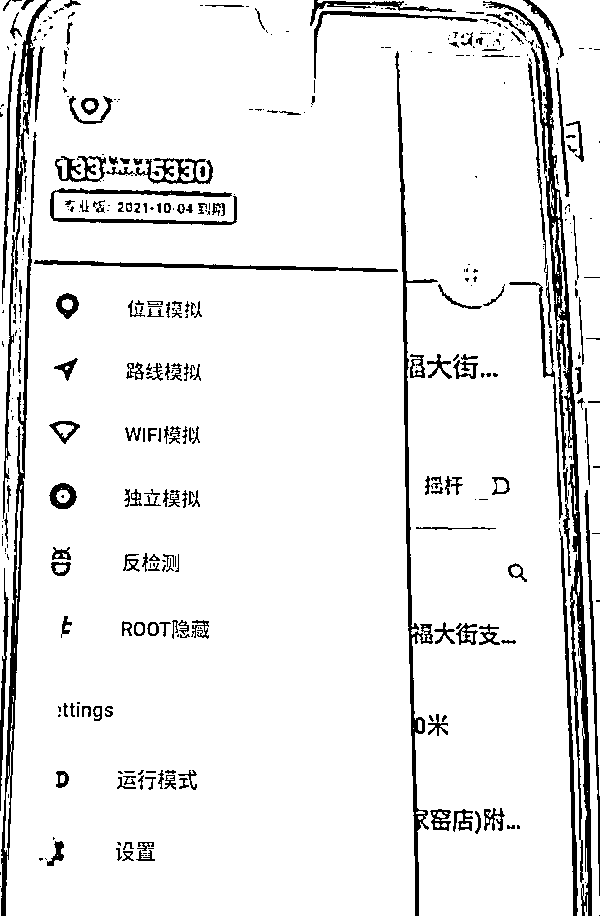 133****5330
专业版: 2021-10-04 到期
位置模拟
路线模拟
WIFI模拟
独立模拟
反检测
ROOT隐藏
ettings
运行模式
设置
福大街...
摇杆
福大街支...
0米
家窑店)附...